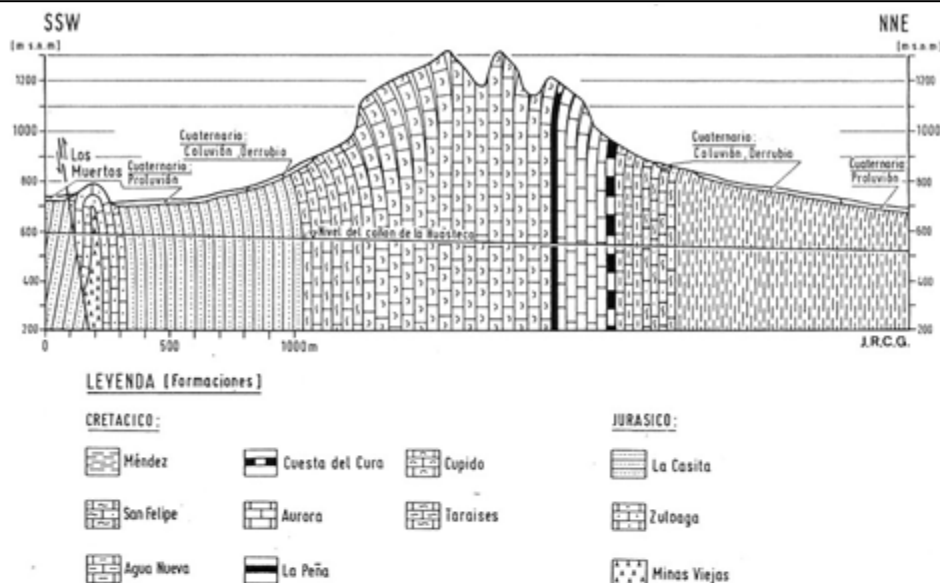 SSW
NNE
[m s.n.m]
[m s.n.m]
1200
1200
1000
1000
800
800
600
600
400
400
200
200
Los
Muertos
Cuaternario:
Proluvión
Cuaternario:
Coluvión, Derrubio
Cuaternario:
Coluvión, Derrubio
Cuaternario:
Proluvión
Nivel del cañon de la Huasteca
0
500
1000m
J.R.C.G.
LEYENDA [Formaciones]
CRETACICO:
JURASICO:
Méndez
Cuesta del Cura
Cupido
La Casita
San Felipe
Aurora
Taraises
Zuloaga
Agua Nueva
La Peña
Minas Viejas